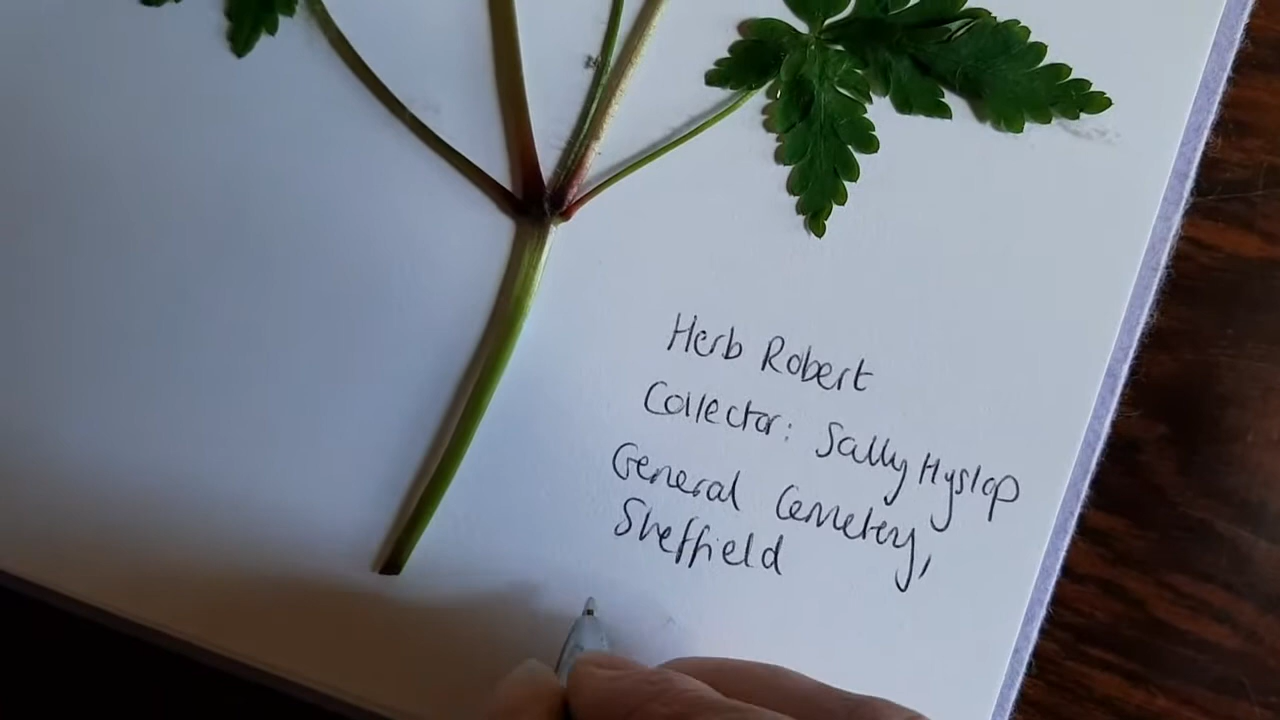 Herb Robert
Collector: Sally Hyslop
General Cemetery,
Sheffield